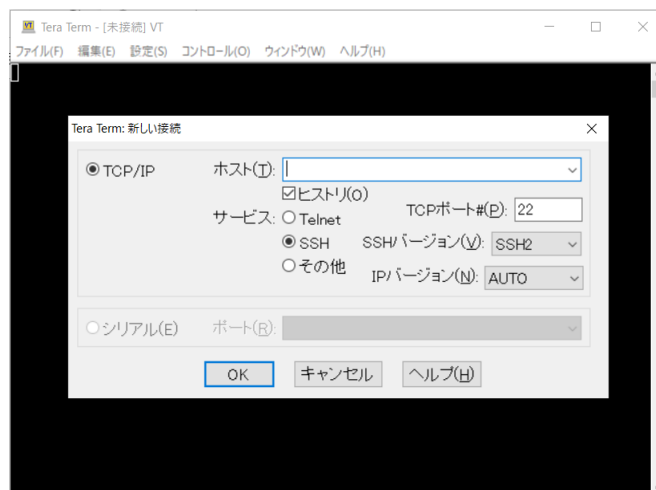 VT Tera Term - [未接続] VT
ファイル(F) 編集(E) 設定(S) コントロール(O) ウィンドウ(W) ヘルプ(H)
Tera Term: 新しい接続
TCP/IP
ホスト(T):
ヒストリ(O)
サービス:
Telnet
TCPポート#(P): 22
SSH
SSHバージョン(V): SSH2
その他
IPバージョン(N): AUTO
シリアル(E)
ポート(R):
OK キャンセル ヘルプ(H)